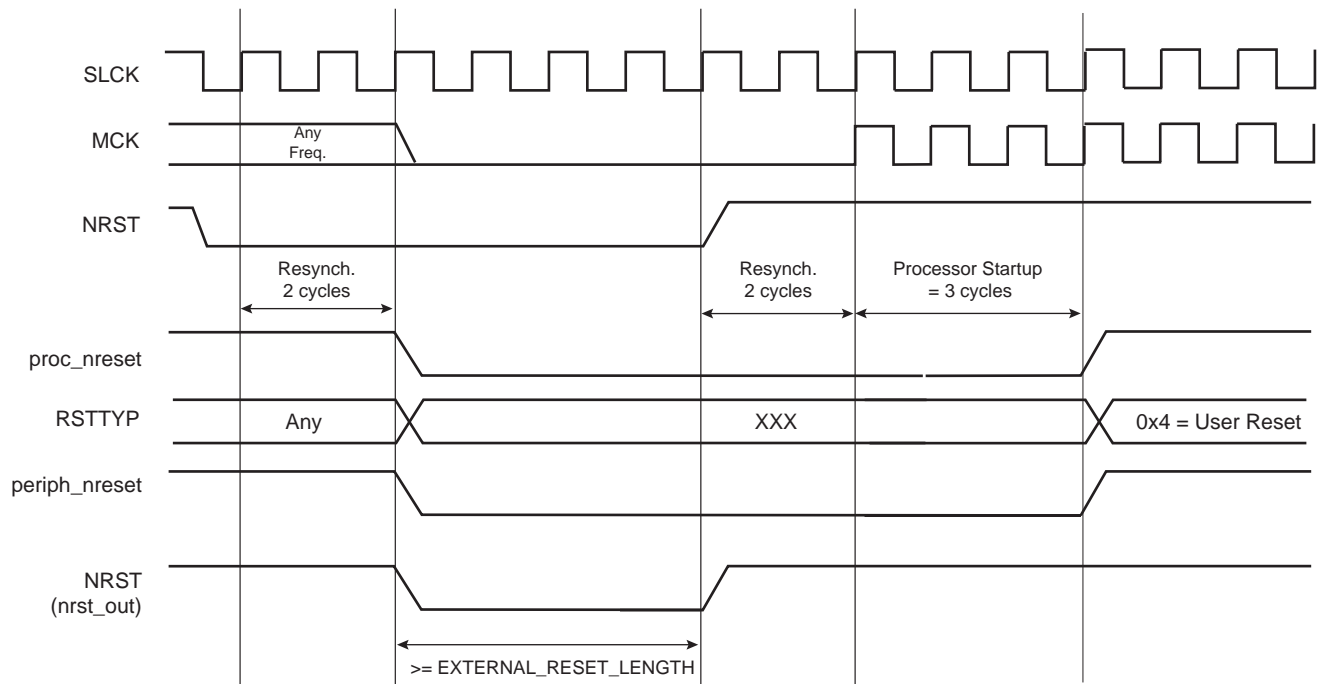 SLCK
MCK
Any
Freq.
NRST
Resynch.
2 cycles
Resynch.
2 cycles
Processor Startup
= 3 cycles
proc_nreset
RSTTYP
Any
XXX
0x4 = User Reset
periph_nreset
NRST
(nrst_out)
>= EXTERNAL_RESET_LENGTH